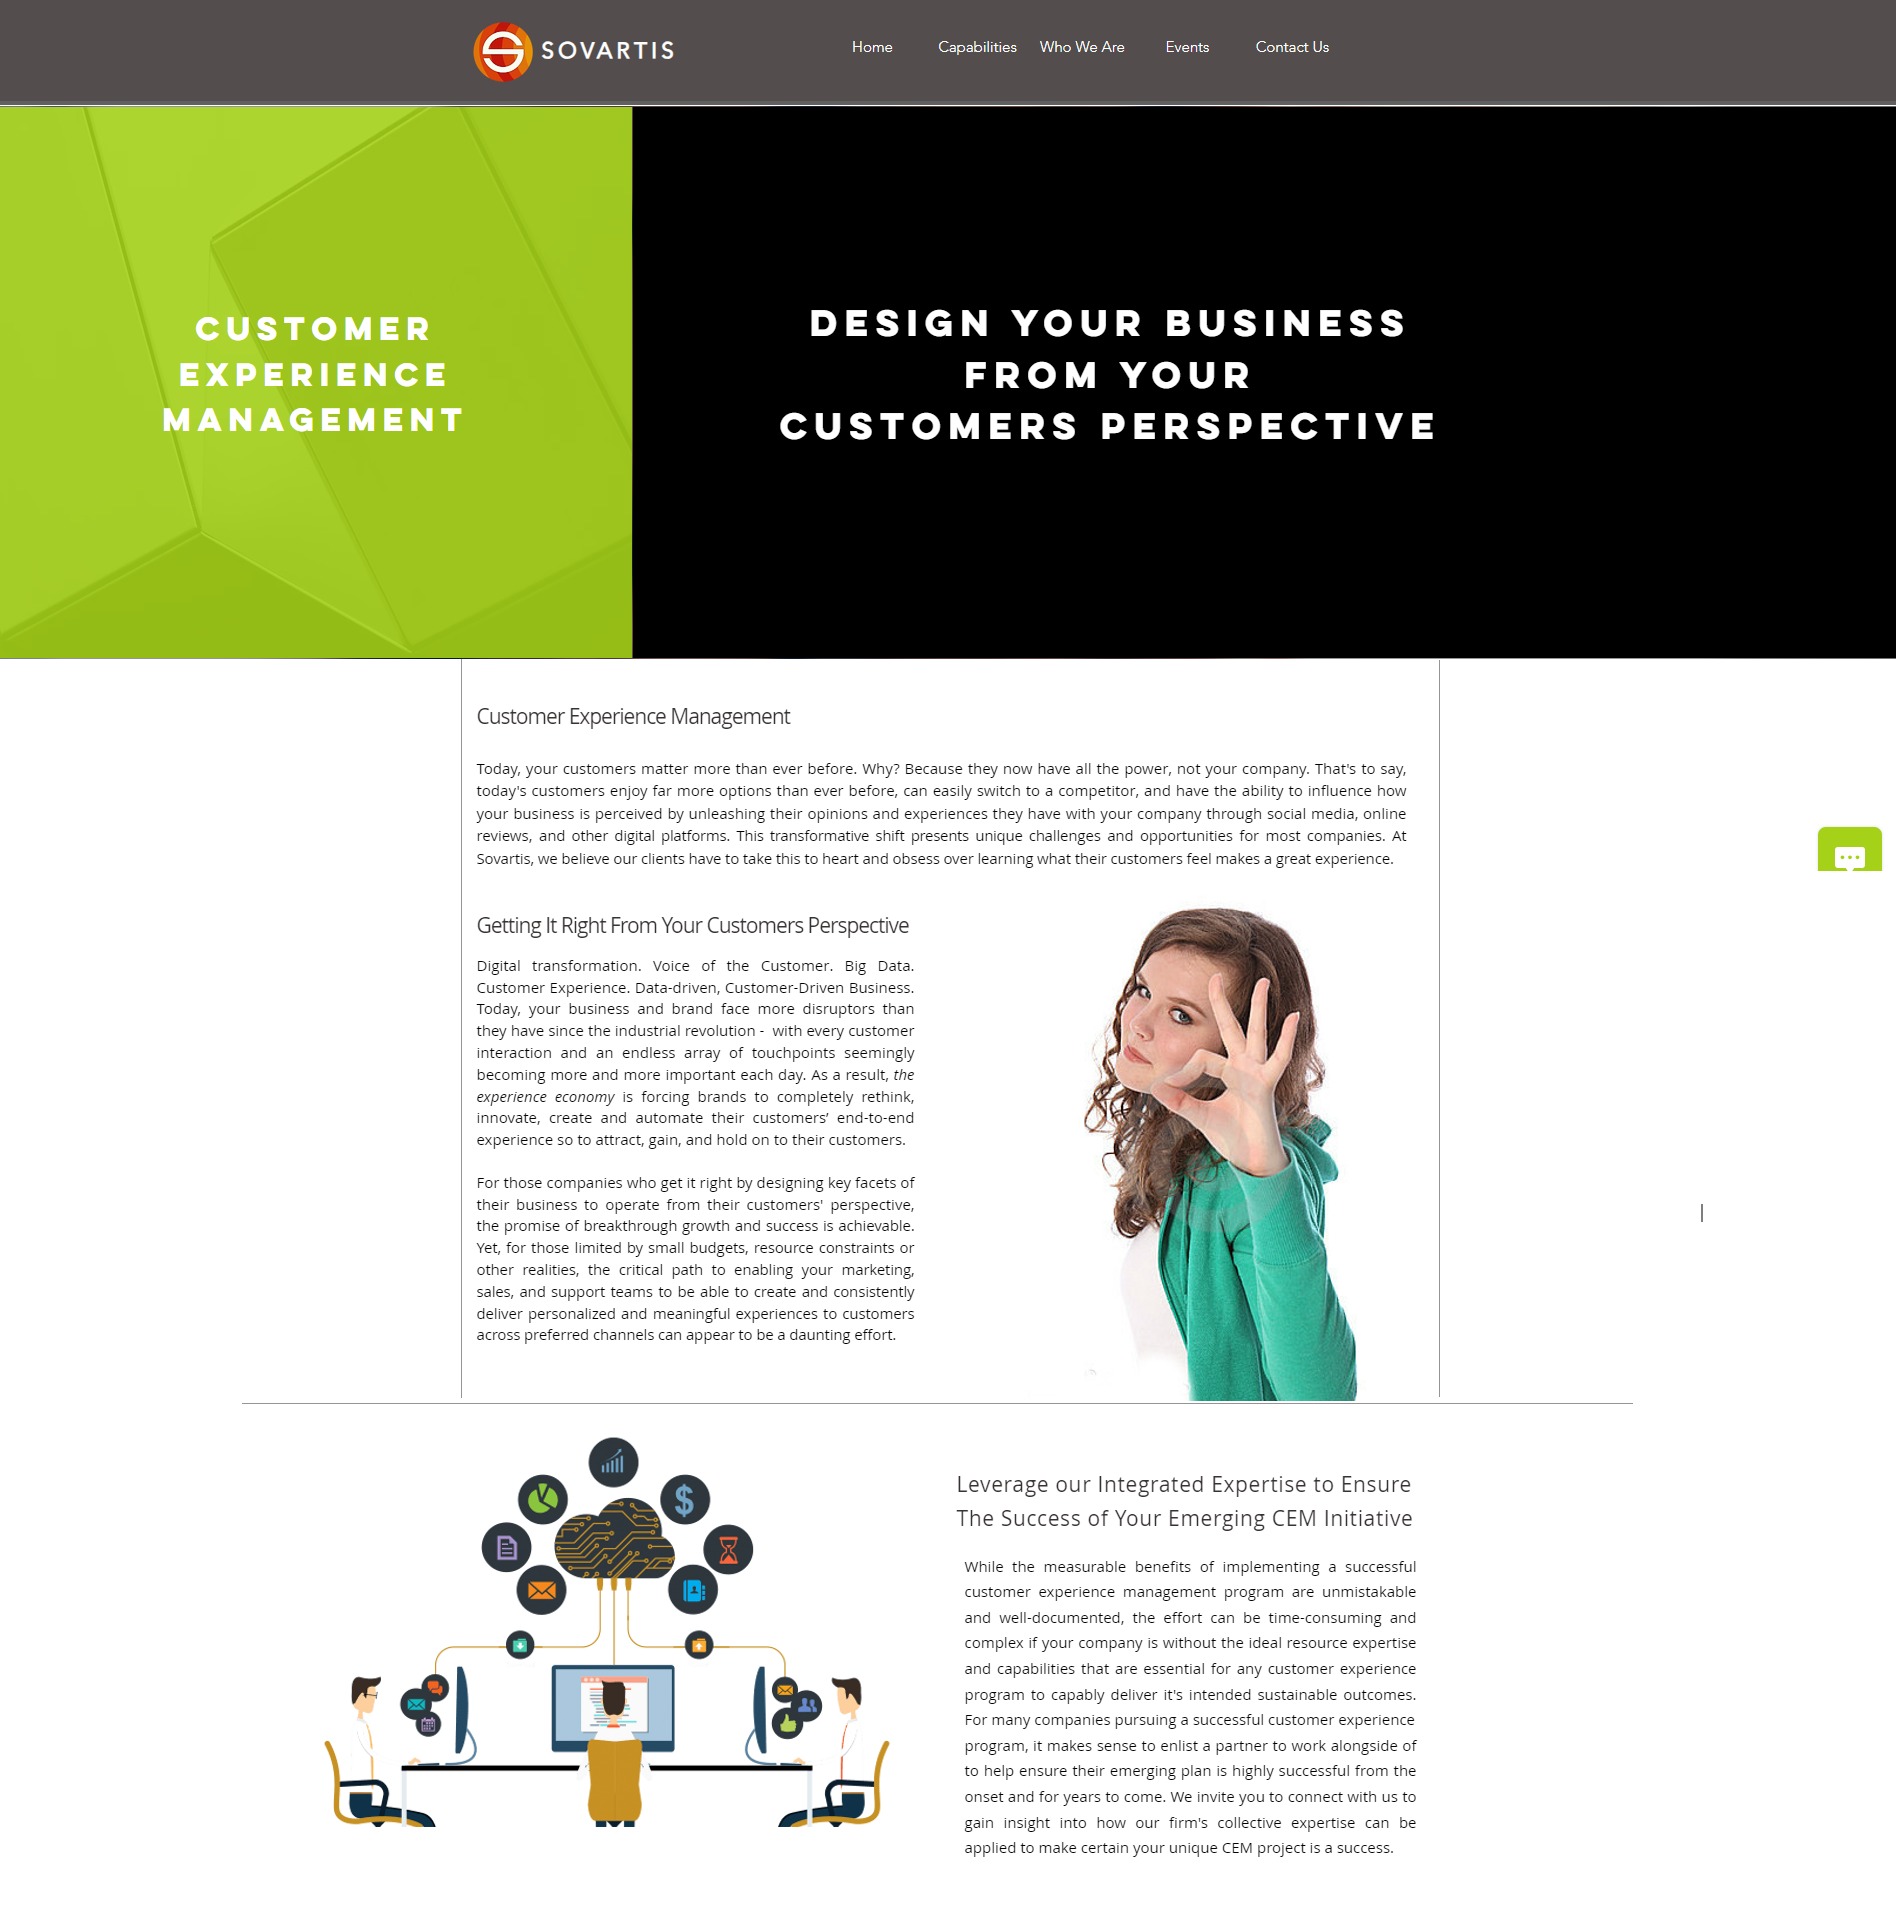 SOVARTIS
Home
Capabilities
Who We Are
Events
Contact Us
CUSTOMER
EXPERIENCE
MANAGEMENT
DESIGN YOUR BUSINESS
FROM YOUR
CUSTOMERS PERSPECTIVE
Customer Experience Management
Today, your customers matter more than ever before. Why? Because they now have all the power, not your company. That's to say,
today's customers enjoy far more options than ever before, can easily switch to a competitor, and have the ability to influence how
your business is perceived by unleashing their opinions and experiences they have with your company through social media, online
reviews, and other digital platforms. This transformative shift presents unique challenges and opportunities for most companies. At
Sovartis, we believe our clients have to take this to heart and obsess over learning what their customers feel makes a great experience.
Getting It Right From Your Customers Perspective
Digital transformation. Voice of the Customer. Big Data.
Customer Experience. Data-driven, Customer-Driven Business.
Today, your business and brand face more disruptors than
they have since the industrial revolution - with every customer
interaction and an endless array of touchpoints seemingly
becoming more and more important each day. As a result, the
experience economy is forcing brands to completely rethink,
innovate, create and automate their customers’ end-to-end
experience so to attract, gain, and hold on to their customers.
For those companies who get it right by designing key facets of
their business to operate from their customers' perspective,
the promise of breakthrough growth and success is achievable.
Yet, for those limited by small budgets, resource constraints or
other realities, the critical path to enabling your marketing,
sales, and support teams to be able to create and consistently
deliver personalized and meaningful experiences to customers
across preferred channels can appear to be a daunting effort.
Leverage our Integrated Expertise to Ensure
The Success of Your Emerging CEM Initiative
While the measurable benefits of implementing a successful
customer experience management program are unmistakable
and well-documented, the effort can be time-consuming and
complex if your company is without the ideal resource expertise
and capabilities that are essential for any customer experience
program to capably deliver it's intended sustainable outcomes.
For many companies pursuing a successful customer experience
program, it makes sense to enlist a partner to work alongside of
to help ensure their emerging plan is highly successful from the
onset and for years to come. We invite you to connect with us to
gain insight into how our firm's collective expertise can be
applied to make certain your unique CEM project is a success.